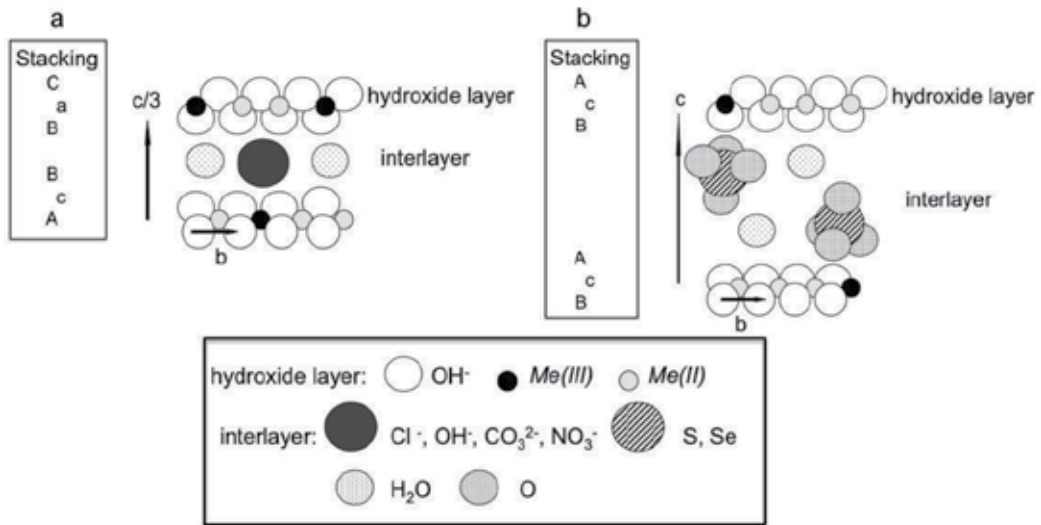 a
Stacking
C
a
B
B
c
A
c/3
hydroxide layer
interlayer
b
b
Stacking
A
c
B
A
c
B
c
hydroxide layer
interlayer
b
hydroxide layer: OH⁻ Me(III) Me(II)
interlayer: Cl⁻, OH⁻, CO₃²⁻, NO₃⁻ S, Se
H₂O O